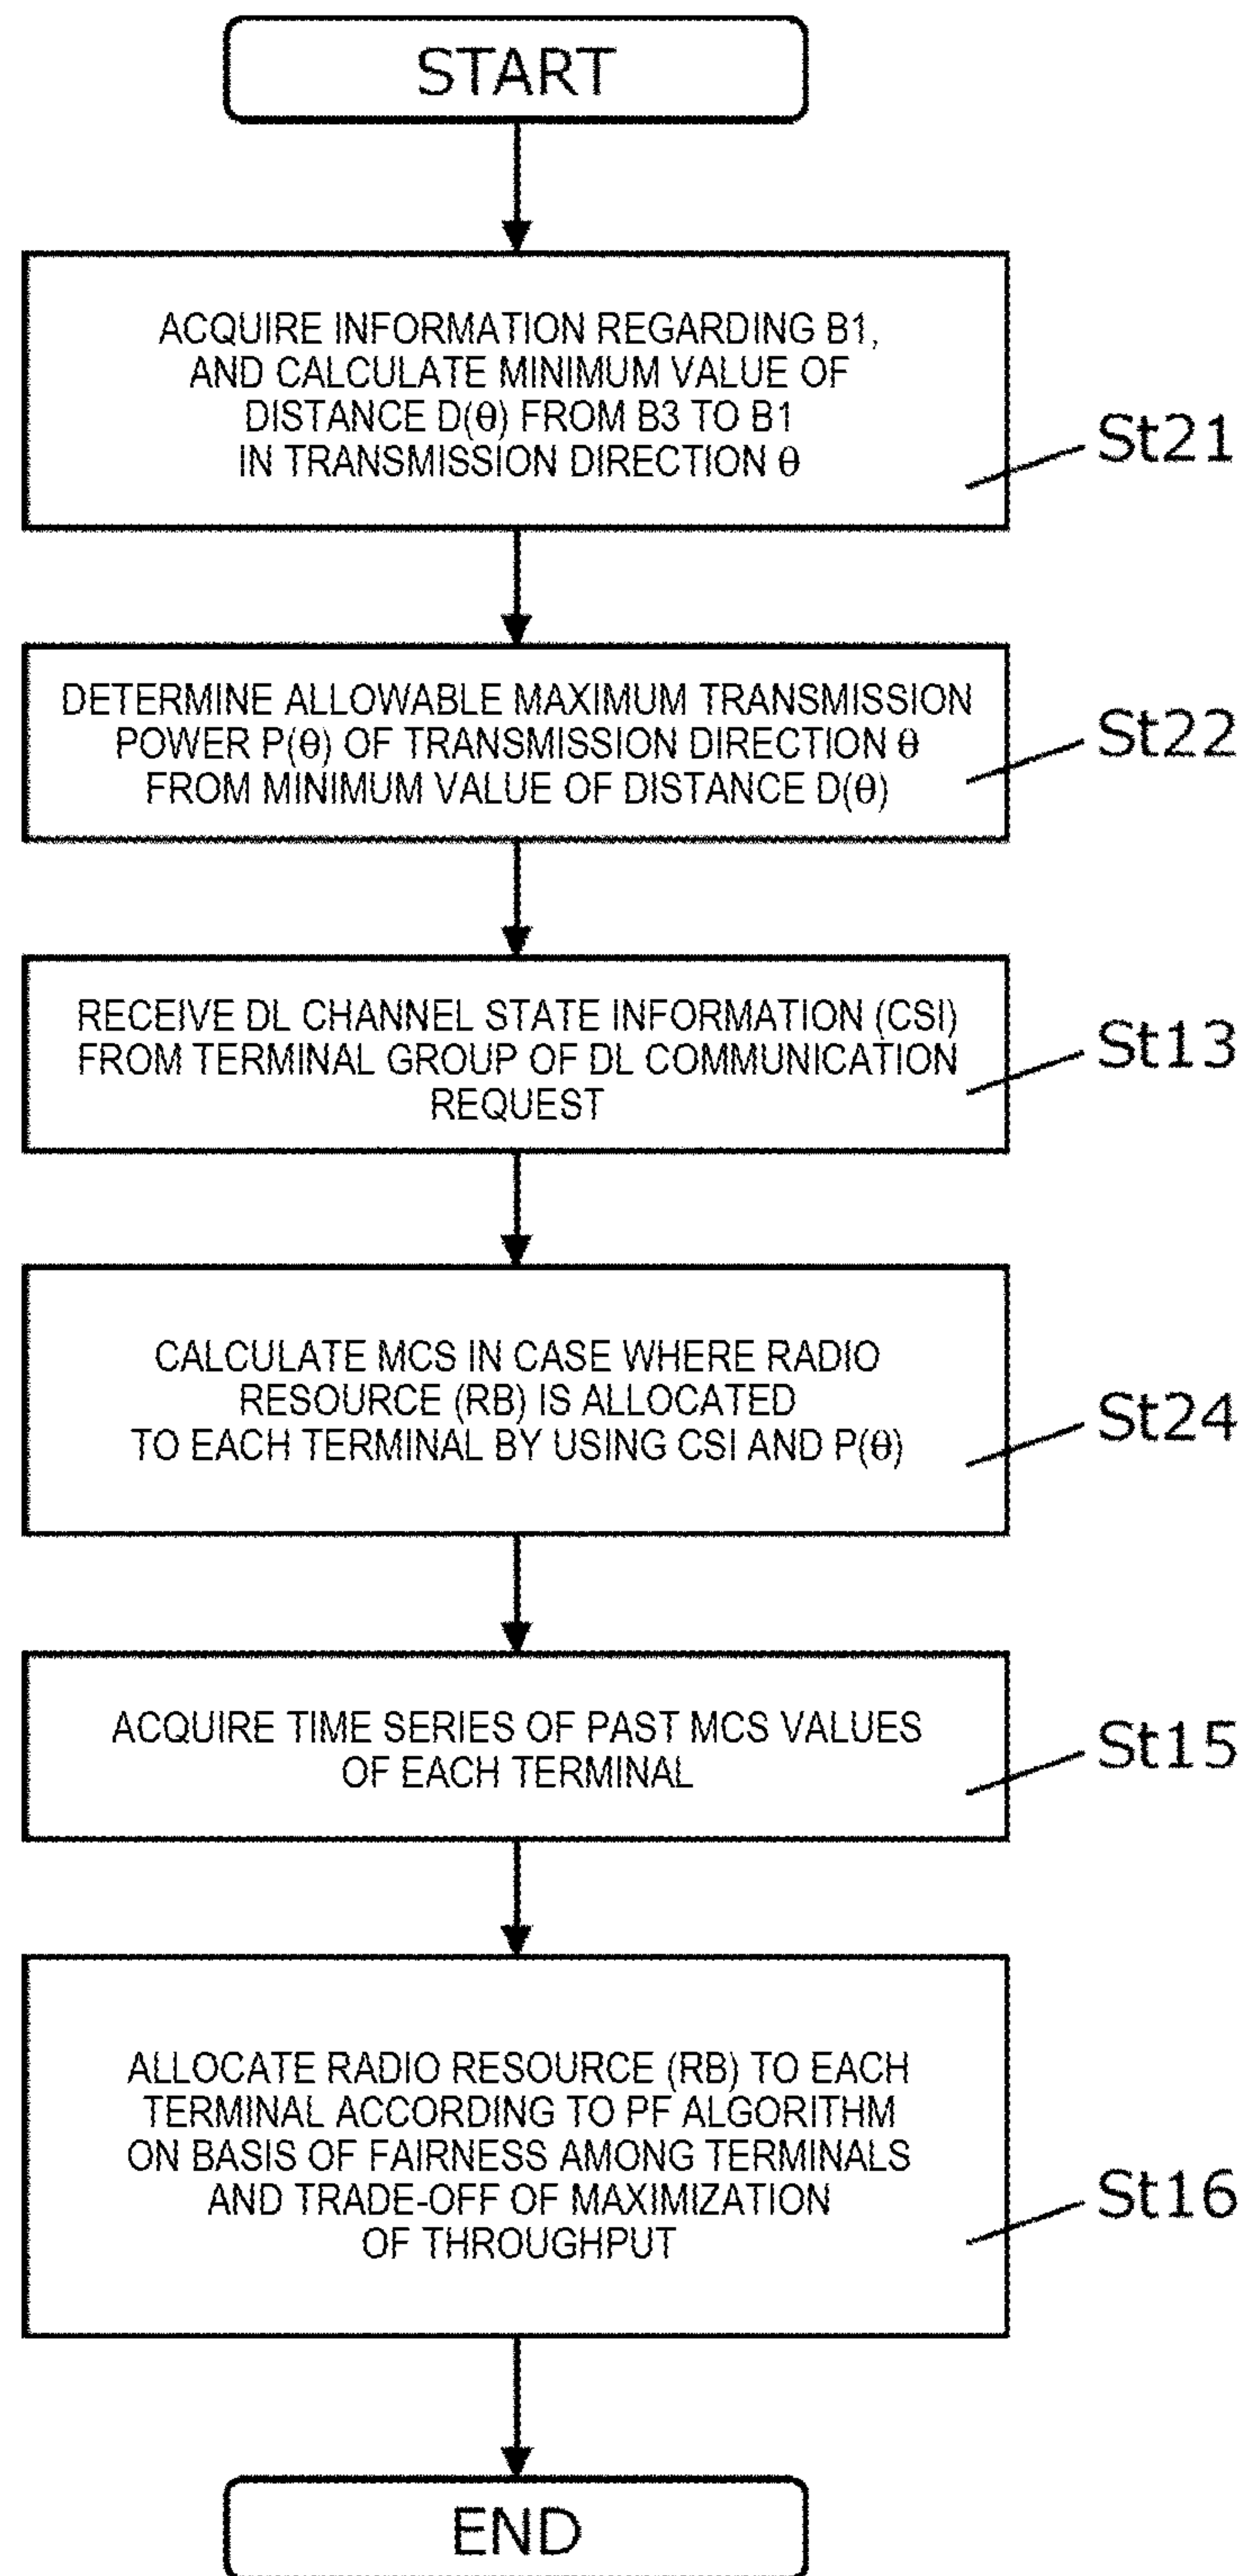 START
ACQUIRE INFORMATION REGARDING B1,
AND CALCULATE MINIMUM VALUE OF
DISTANCE D(θ) FROM B3 TO B1
IN TRANSMISSION DIRECTION θ
St21
DETERMINE ALLOWABLE MAXIMUM TRANSMISSION
POWER P(θ) OF TRANSMISSION DIRECTION θ
FROM MINIMUM VALUE OF DISTANCE D(θ)
St22
RECEIVE DL CHANNEL STATE INFORMATION (CSI)
FROM TERMINAL GROUP OF DL COMMUNICATION
REQUEST
St13
CALCULATE MCS IN CASE WHERE RADIO
RESOURCE (RB) IS ALLOCATED
TO EACH TERMINAL BY USING CSI AND P(θ)
St24
ACQUIRE TIME SERIES OF PAST MCS VALUES
OF EACH TERMINAL
St15
ALLOCATE RADIO RESOURCE (RB) TO EACH
TERMINAL ACCORDING TO PF ALGORITHM
ON BASIS OF FAIRNESS AMONG TERMINALS
AND TRADE-OFF OF MAXIMIZATION
OF THROUGHPUT
St16
END